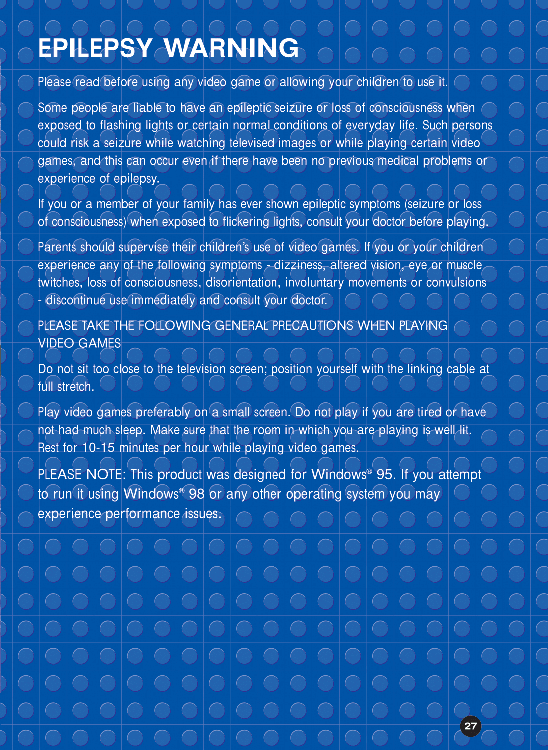 EPILEPSY WARNING
Please read before using any video game or allowing your children to use it.
Some people are liable to have an epileptic seizure or loss of consciousness when
exposed to flashing lights or certain normal conditions of everyday life. Such persons
could risk a seizure while watching televised images or while playing certain video
games, and this can occur even if there have been no previous medical problems or
experience of epilepsy.
If you or a member of your family has ever shown epileptic symptoms (seizure or loss
of consciousness) when exposed to flickering lights, consult your doctor before playing.
Parents should supervise their children's use of video games. If you or your children
experience any of the following symptoms - dizziness, altered vision, eye or muscle
twitches, loss of consciousness, disorientation, involuntary movements or convulsions
- discontinue use immediately and consult your doctor.
PLEASE TAKE THE FOLLOWING GENERAL PRECAUTIONS WHEN PLAYING
VIDEO GAMES
Do not sit too close to the television screen; position yourself with the linking cable at
full stretch.
Play video games preferably on a small screen. Do not play if you are tired or have
not had much sleep. Make sure that the room in which you are playing is well lit.
Rest for 10-15 minutes per hour while playing video games.
PLEASE NOTE: This product was designed for Windows® 95. If you attempt
to run it using Windows® 98 or any other operating system you may
experience performance issues.
27